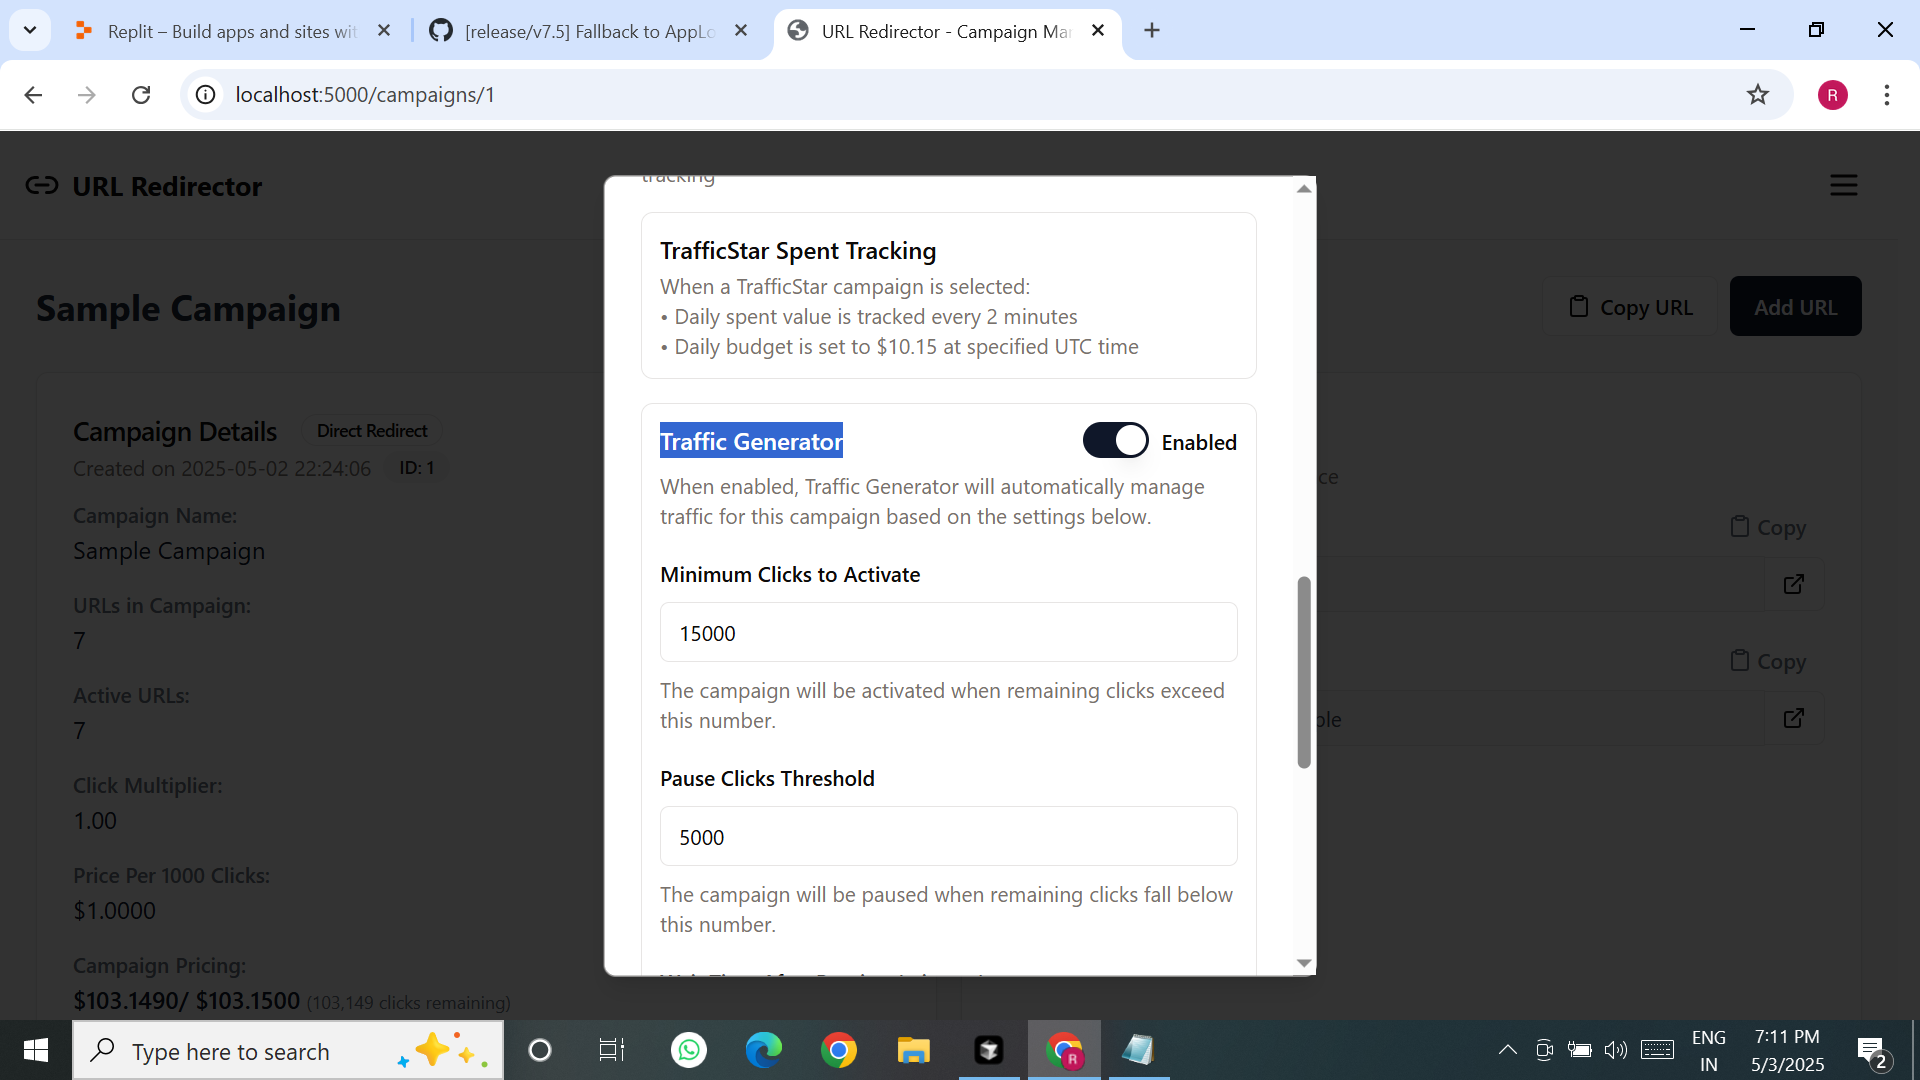 Replit – Build apps and sites wit
[release/v7.5] Fallback to AppLo
URL Redirector - Campaign Mar
localhost:5000/campaigns/1
R
URL Redirector
Sample Campaign
Copy URL
Add URL
Campaign Details
Direct Redirect
Created on 2025-05-02 22:24:06
ID: 1
Campaign Name:
Sample Campaign
URLs in Campaign:
7
Active URLs:
7
Click Multiplier:
1.00
Price Per 1000 Clicks:
$1.0000
Campaign Pricing:
$103.1490/ $103.1500 (103,149 clicks remaining)
tracking
TrafficStar Spent Tracking
When a TrafficStar campaign is selected:
• Daily spent value is tracked every 2 minutes
• Daily budget is set to $10.15 at specified UTC time
Traffic Generator
Enabled
When enabled, Traffic Generator will automatically manage
traffic for this campaign based on the settings below.
Minimum Clicks to Activate
15000
The campaign will be activated when remaining clicks exceed
this number.
Pause Clicks Threshold
5000
The campaign will be paused when remaining clicks fall below
this number.
ce
Copy
Copy
ble
Type here to search
R
ENG
IN
7:11 PM
5/3/2025
2